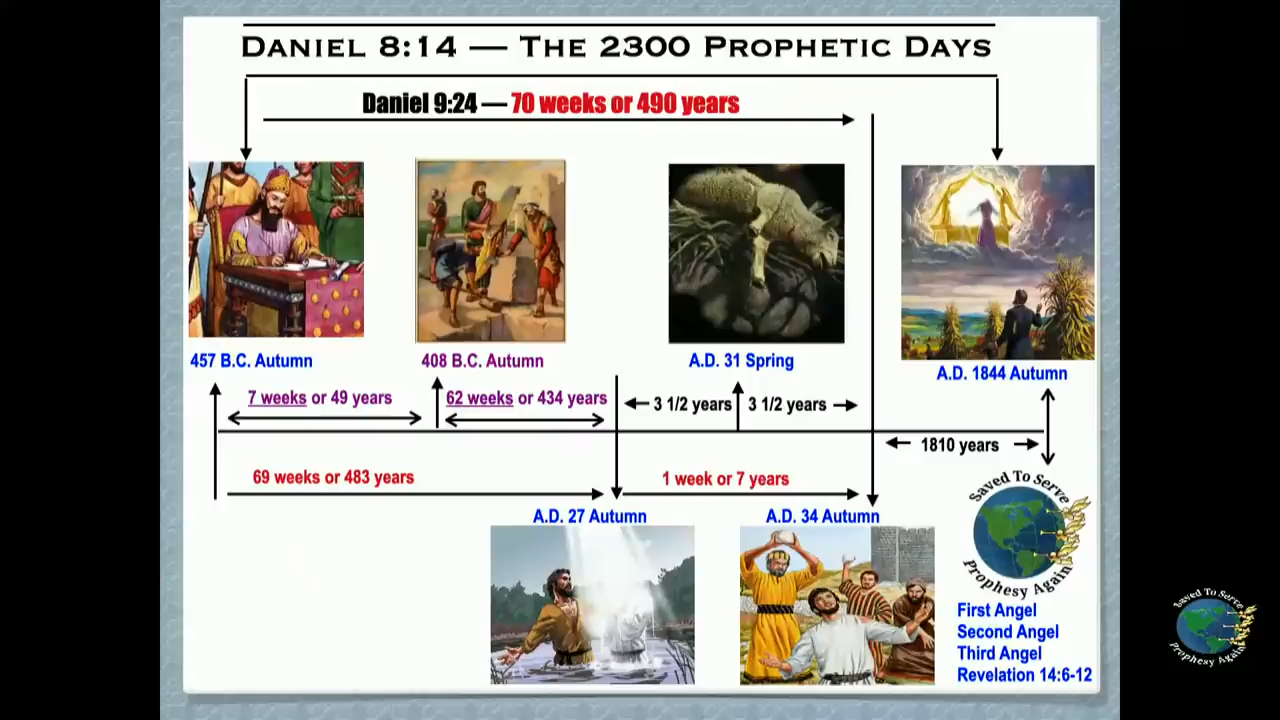 DANIEL 8:14 — THE 2300 PROPHETIC DAYS
Daniel 9:24 — 70 weeks or 490 years
457 B.C. Autumn
408 B.C. Autumn
A.D. 31 Spring
A.D. 1844 Autumn
7 weeks or 49 years
62 weeks or 434 years
3 1/2 years
3 1/2 years
1810 years
69 weeks or 483 years
1 week or 7 years
A.D. 27 Autumn
A.D. 34 Autumn
Saved To Serve
Prophesy Again
First Angel
Second Angel
Third Angel
Revelation 14:6-12
Saved To Serve
Prophesy Again